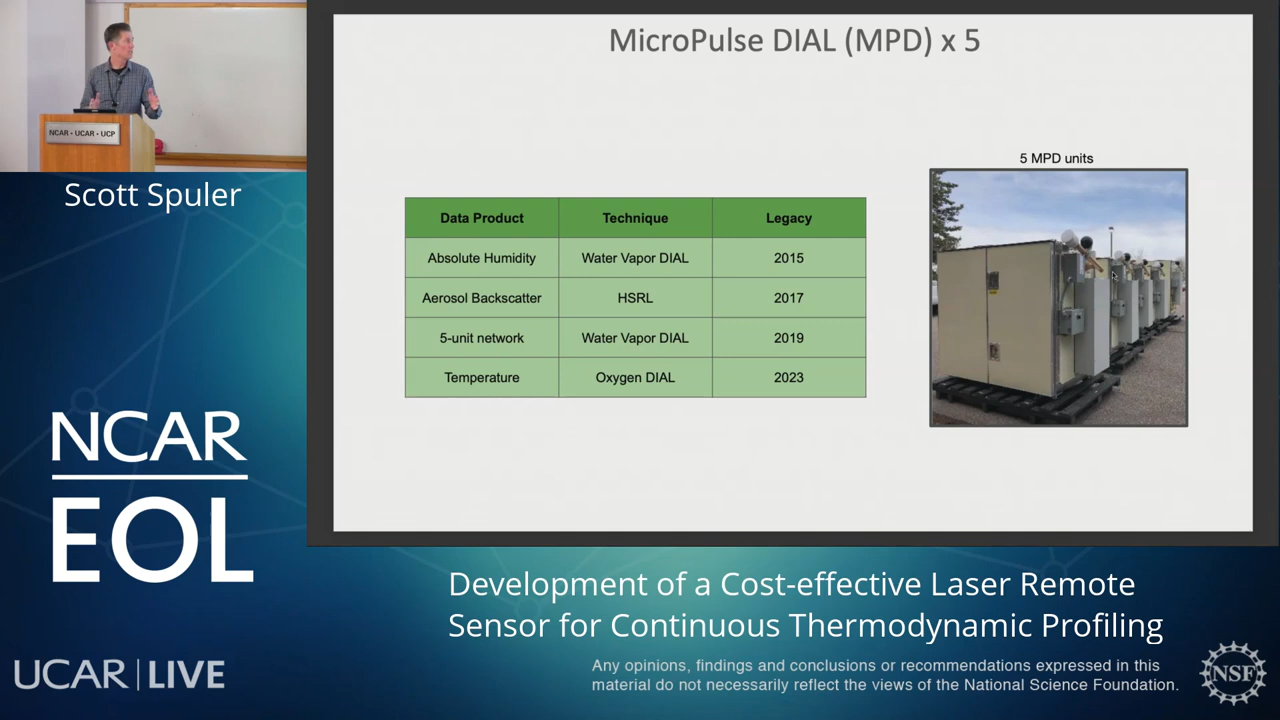 MicroPulse DIAL (MPD) x 5
NCAR • UCAR • UCP
Scott Spuler
5 MPD units
Data Product Technique Legacy
Absolute Humidity Water Vapor DIAL 2015
Aerosol Backscatter HSRL 2017
5-unit network Water Vapor DIAL 2019
Temperature Oxygen DIAL 2023
NCAR
EOL
Development of a Cost-effective Laser Remote
Sensor for Continuous Thermodynamic Profiling
UCAR | LIVE
Any opinions, findings and conclusions or recommendations expressed in this
material do not necessarily reflect the views of the National Science Foundation.
NSF